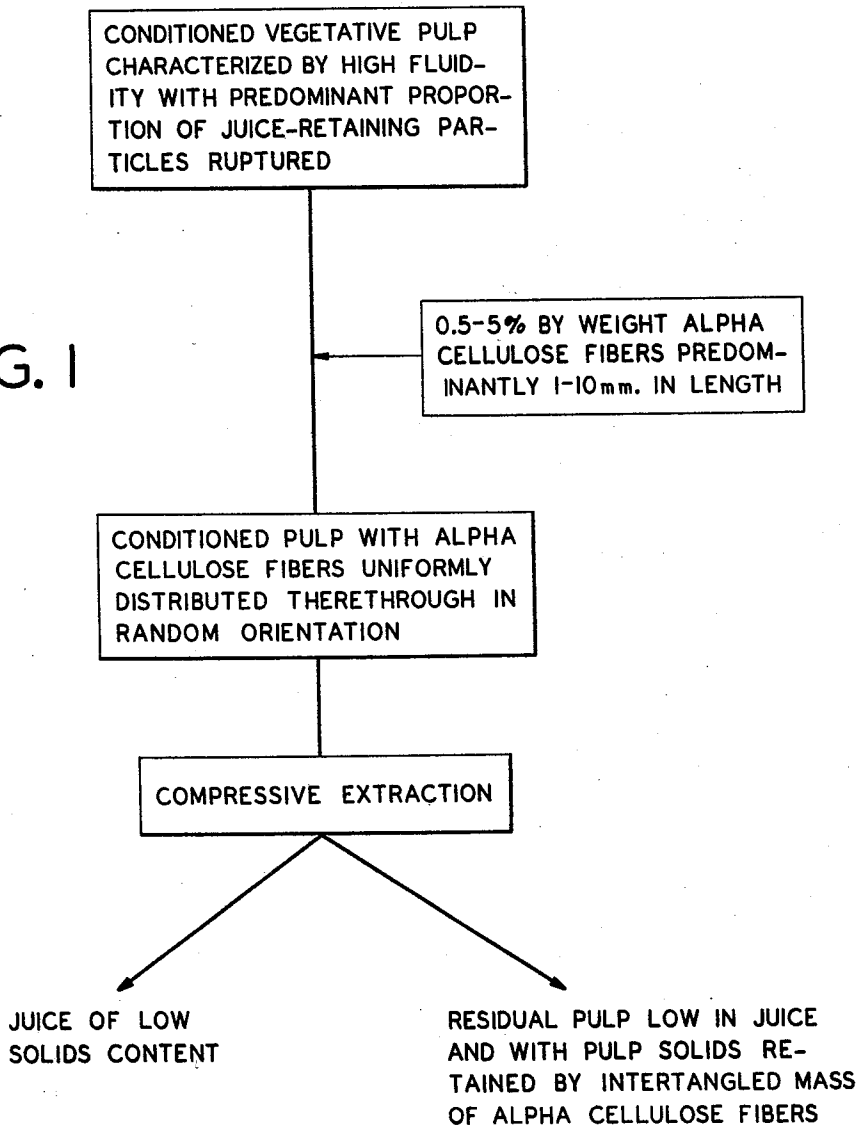 CONDITIONED VEGETATIVE PULP
CHARACTERIZED BY HIGH FLUID-
ITY WITH PREDOMINANT PROPOR-
TION OF JUICE-RETAINING PAR-
TICLES RUPTURED
0.5-5% BY WEIGHT ALPHA
CELLULOSE FIBERS PREDOM-
INANTLY 1-10mm. IN LENGTH
G. 1
CONDITIONED PULP WITH ALPHA
CELLULOSE FIBERS UNIFORMLY
DISTRIBUTED THERETHROUGH IN
RANDOM ORIENTATION
COMPRESSIVE EXTRACTION
JUICE OF LOW
SOLIDS CONTENT
RESIDUAL PULP LOW IN JUICE
AND WITH PULP SOLIDS RE-
TAINED BY INTERTANGLED MASS
OF ALPHA CELLULOSE FIBERS